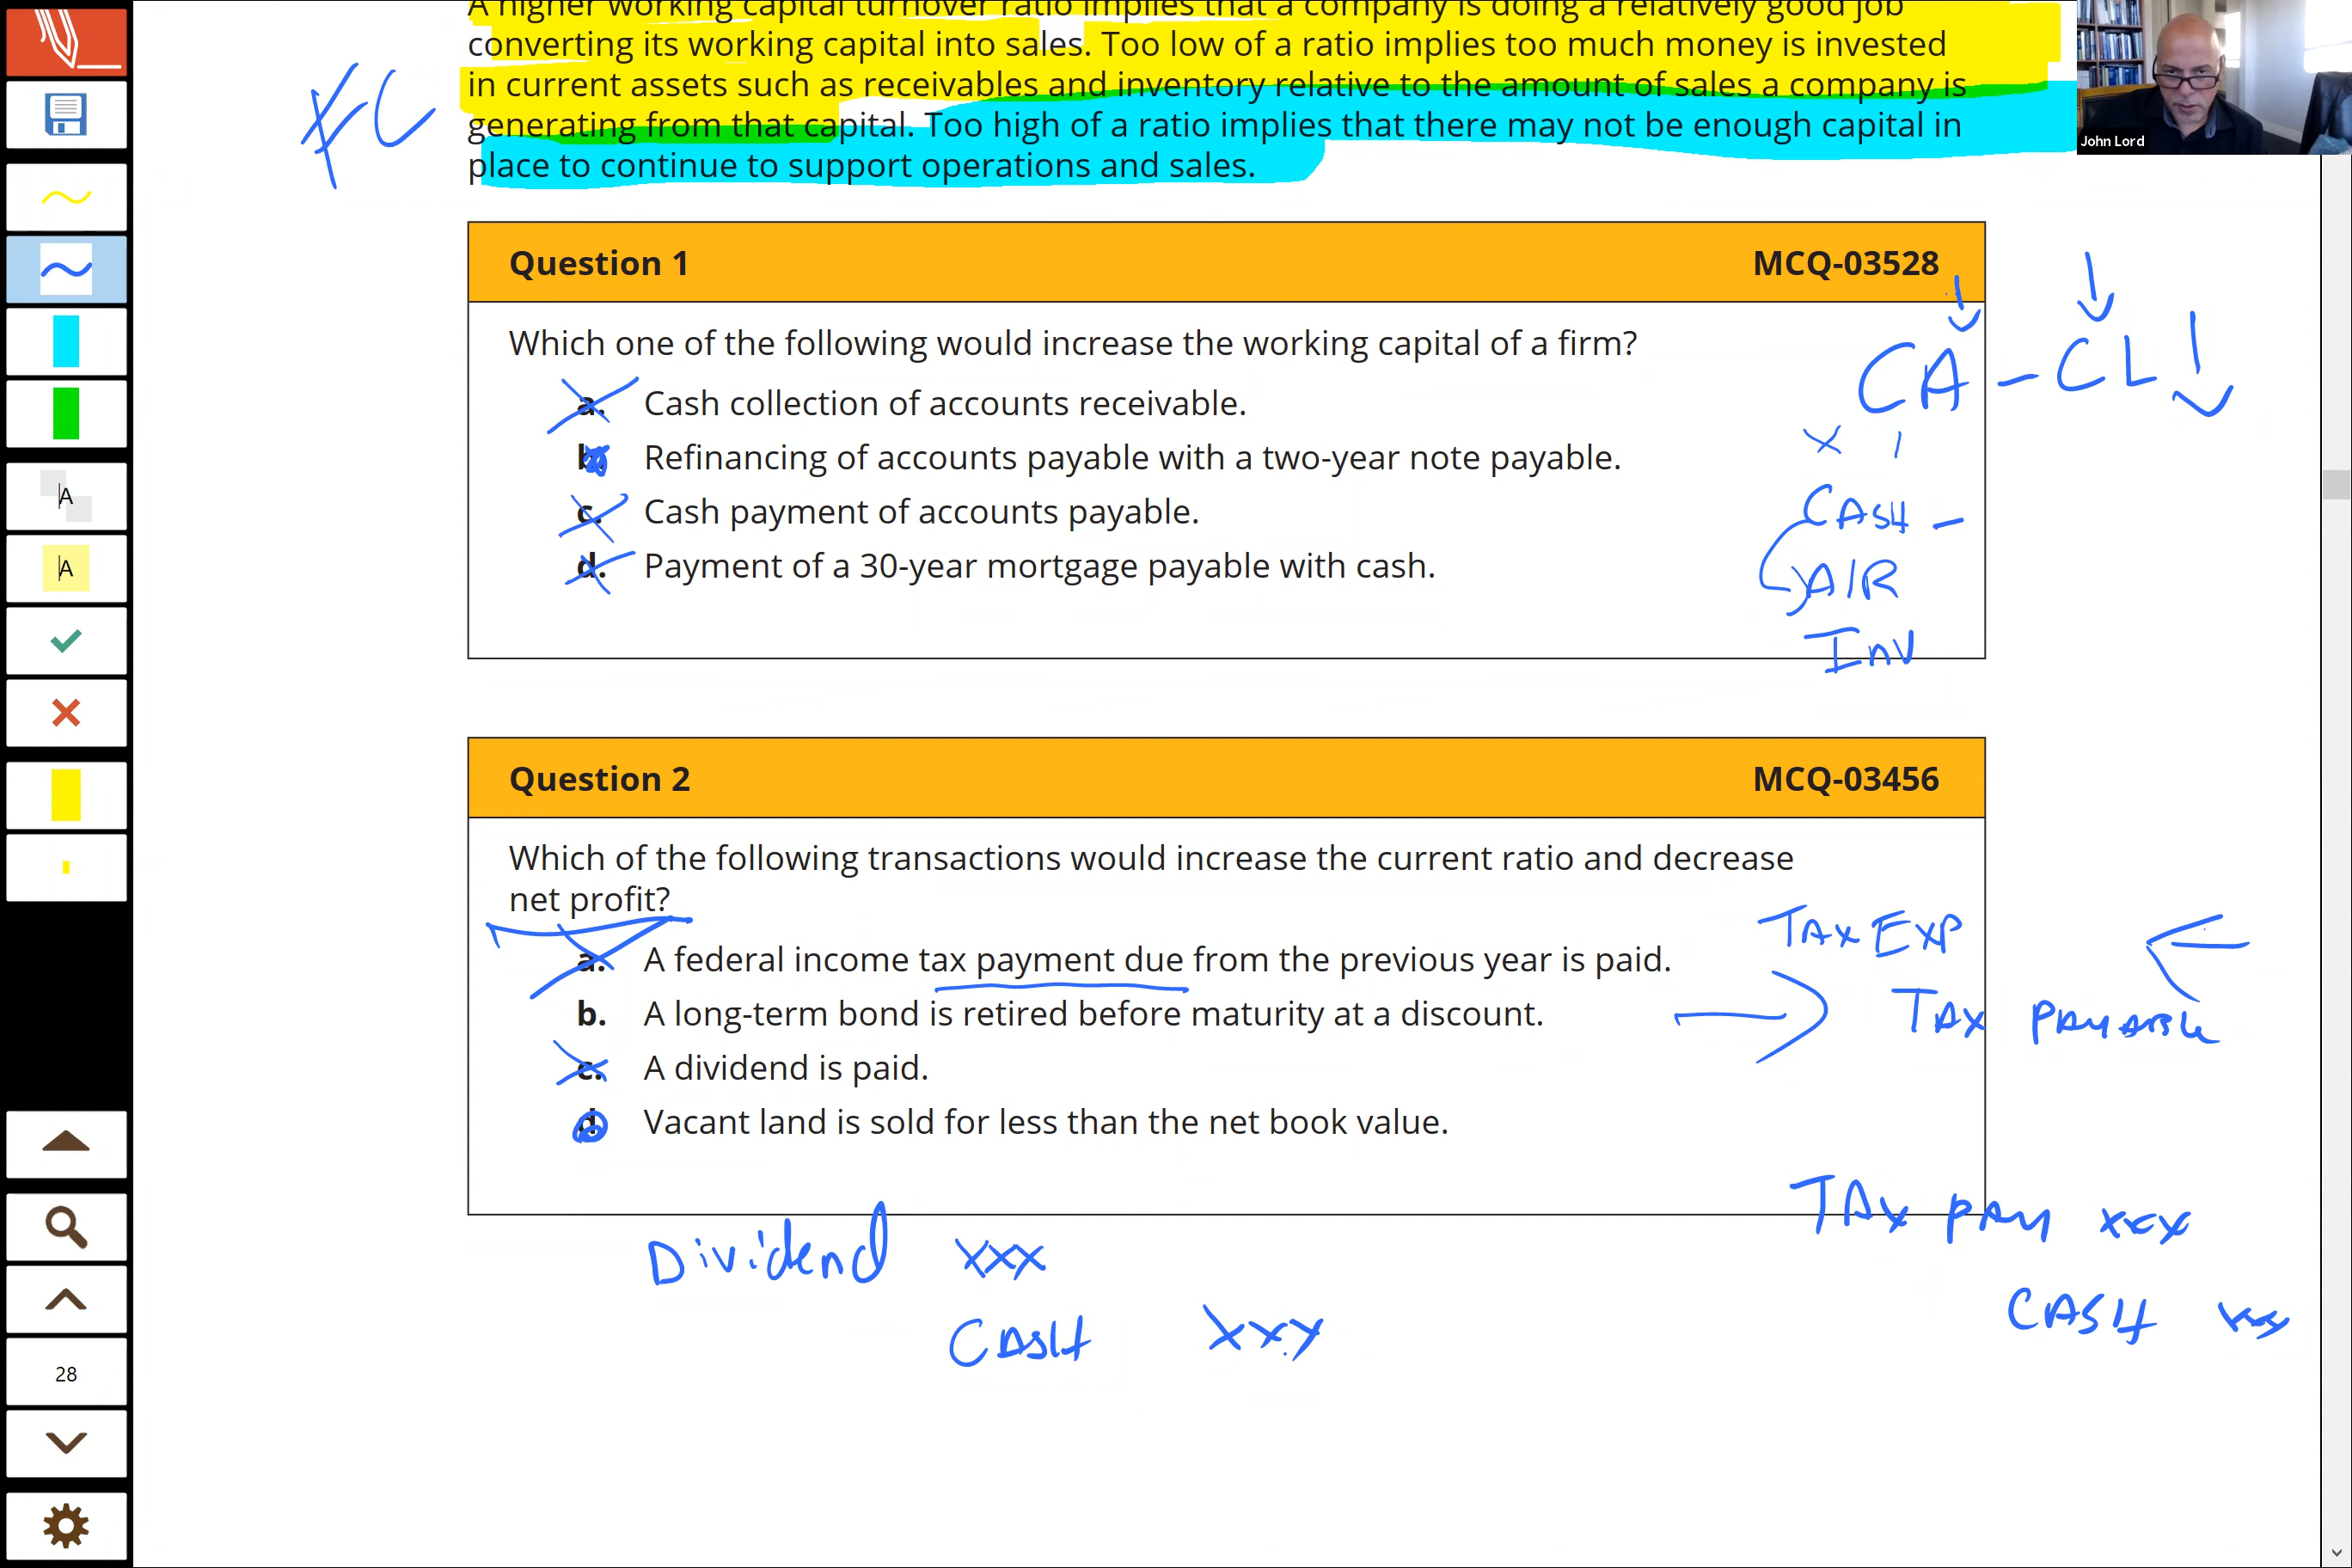 A higher working capital turnover ratio implies that a company is doing a relatively good job
converting its working capital into sales. Too low of a ratio implies too much money is invested
in current assets such as receivables and inventory relative to the amount of sales a company is
generating from that capital. Too high of a ratio implies that there may not be enough capital in
place to continue to support operations and sales.
John Lord
Question 1 MCQ-03528
Which one of the following would increase the working capital of a firm?
a. Cash collection of accounts receivable.
b. Refinancing of accounts payable with a two-year note payable.
c. Cash payment of accounts payable.
d. Payment of a 30-year mortgage payable with cash.
CA - CL
CASH -
A/R
Inv
Question 2 MCQ-03456
Which of the following transactions would increase the current ratio and decrease
net profit?
a. A federal income tax payment due from the previous year is paid.
b. A long-term bond is retired before maturity at a discount.
c. A dividend is paid.
d. Vacant land is sold for less than the net book value.
TAX EXP
TAX PAYABLE
TAX PAY xxx
CASH xxx
Dividend xxx
CASH xxx
A
A
28